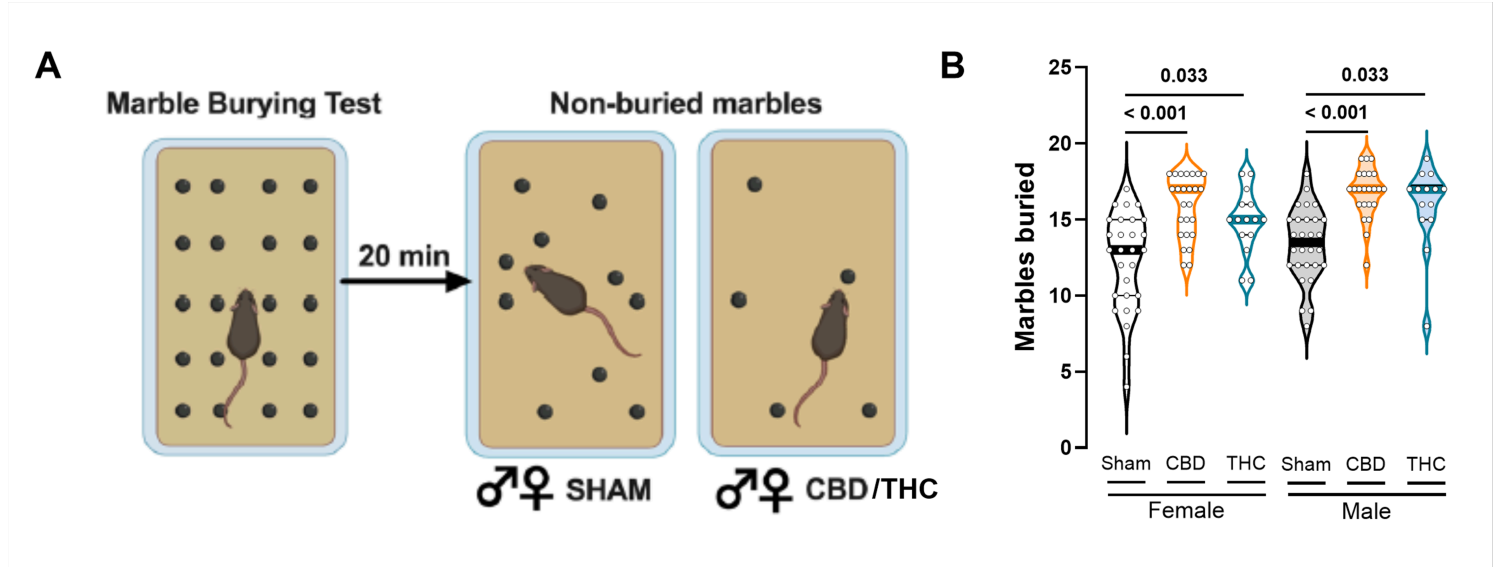 A
Marble Burying Test
Non-buried marbles
20 min
♂♀ SHAM
♂♀ CBD/THC
B
Marbles buried
25
20
15
10
5
0
0.033
< 0.001
0.033
< 0.001
Sham CBD THC Sham CBD THC
Female Male